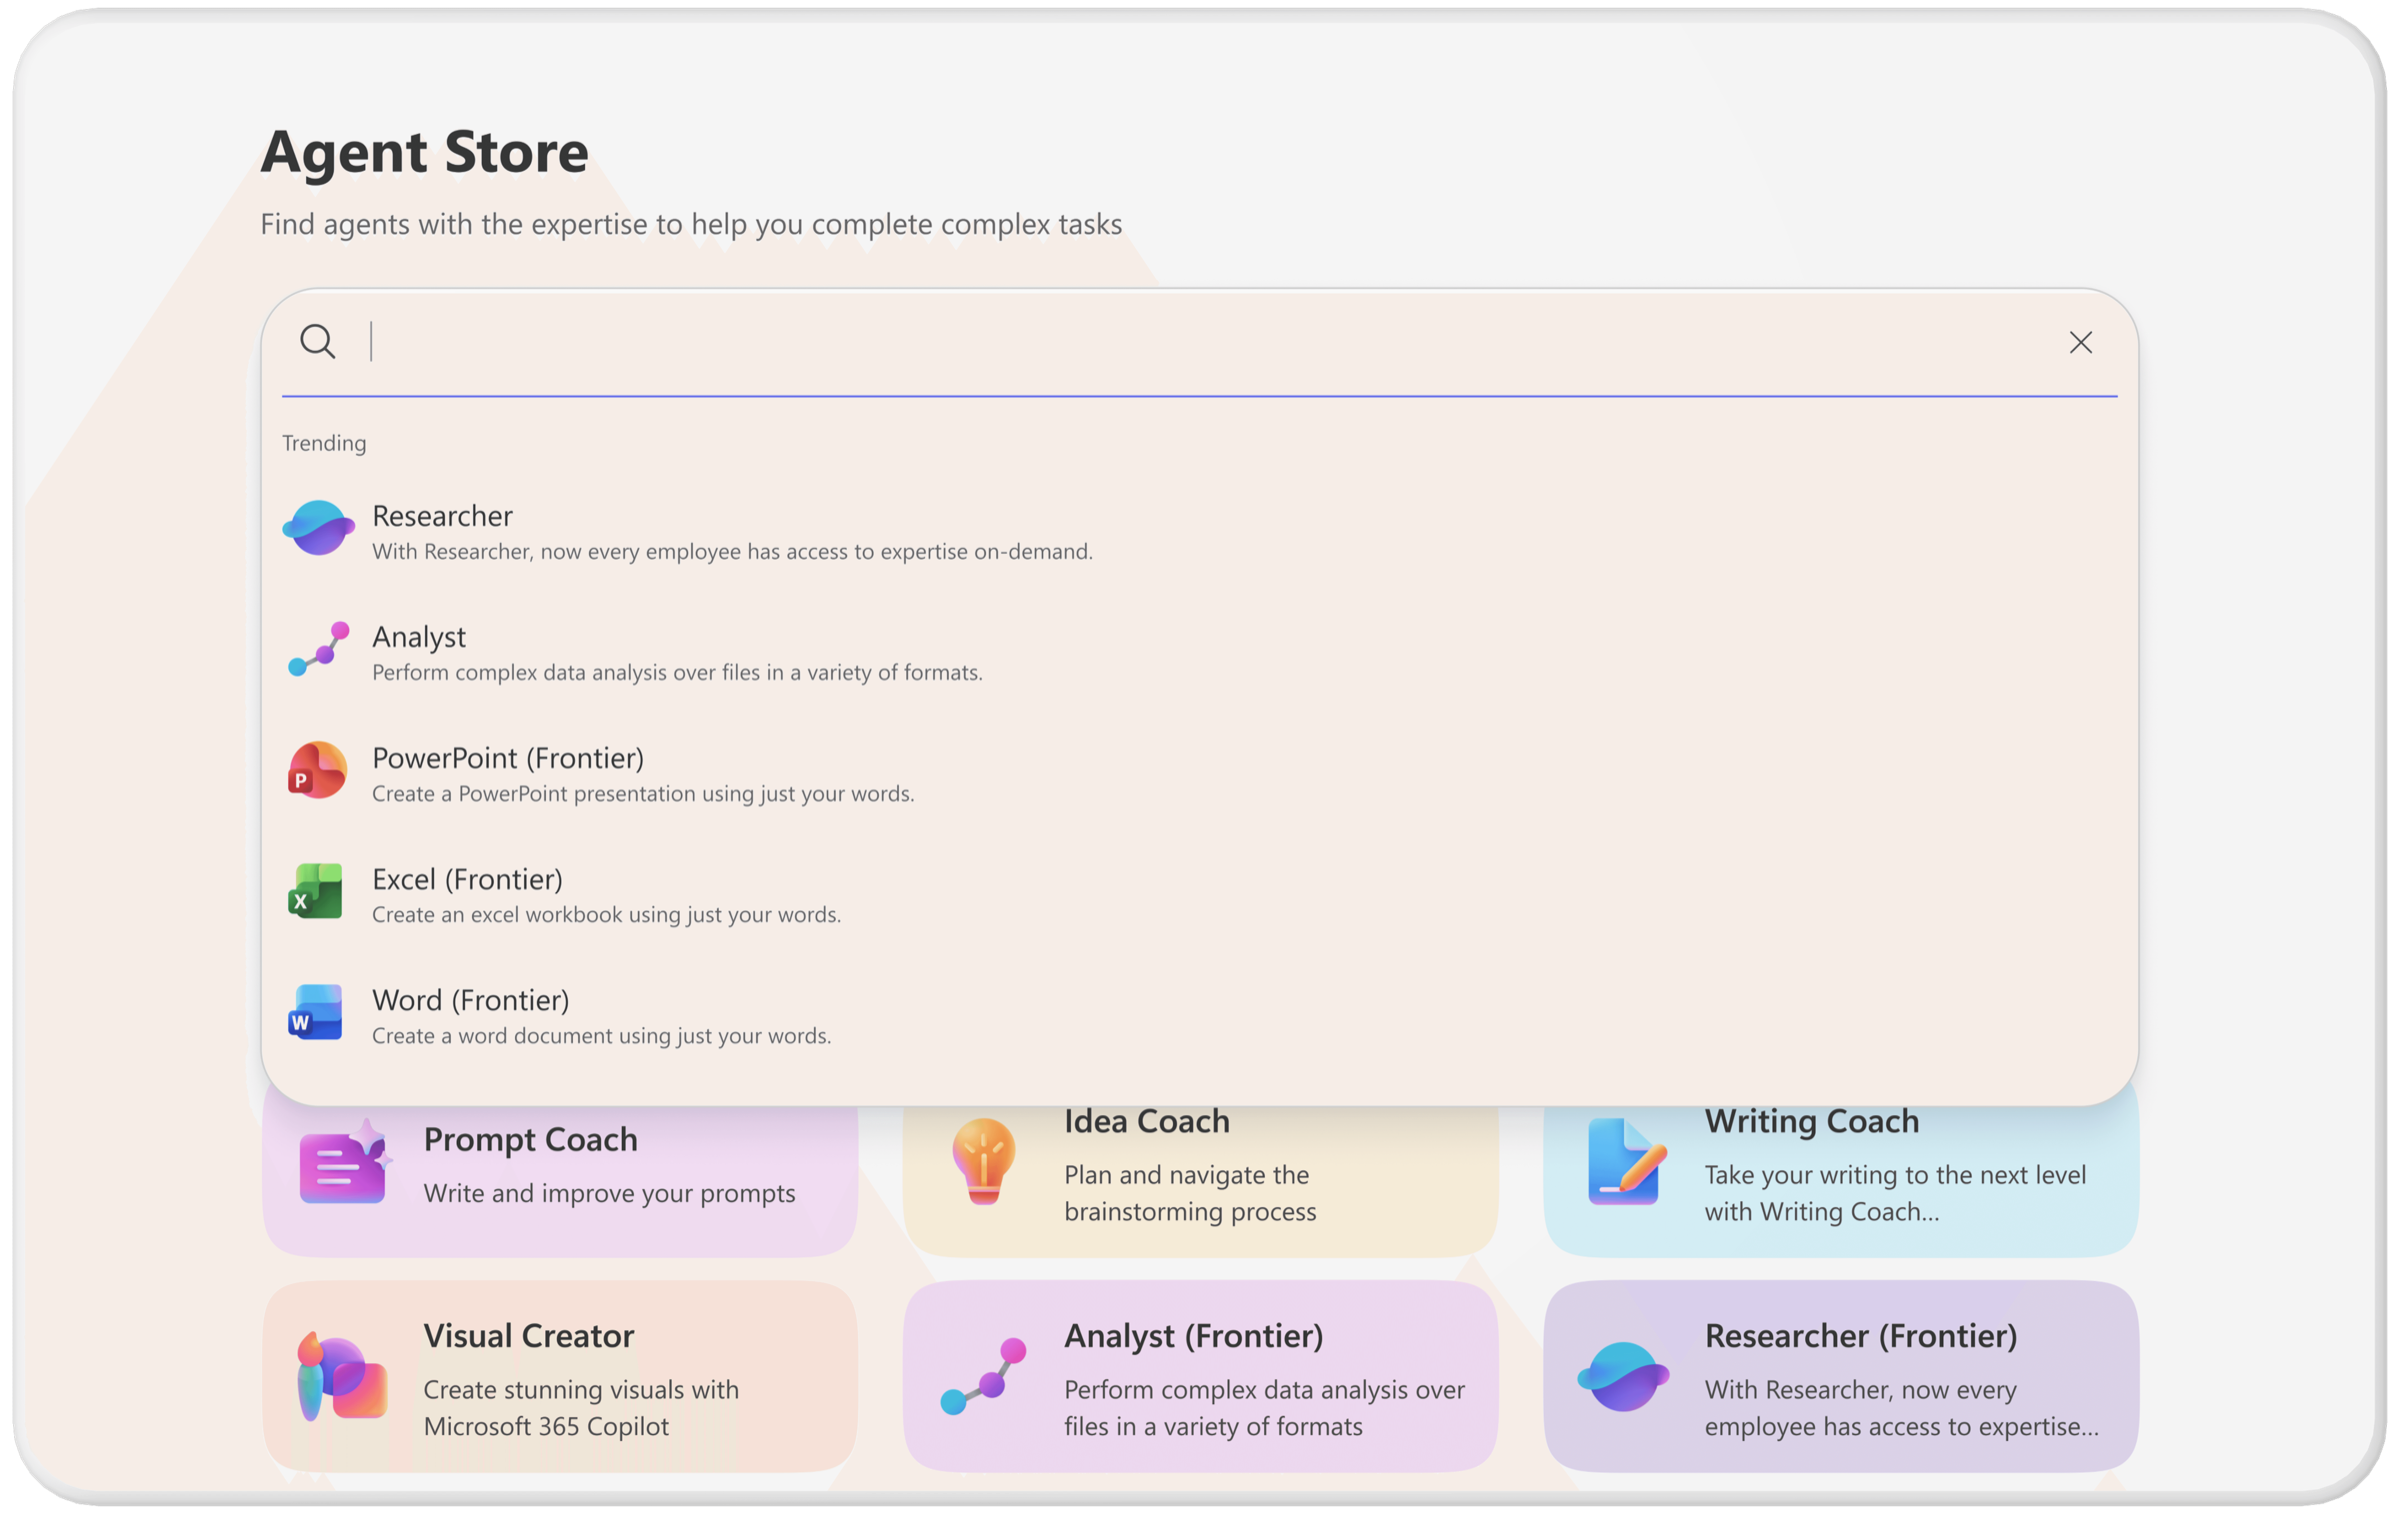 Agent Store
Find agents with the expertise to help you complete complex tasks
Trending
Researcher
With Researcher, now every employee has access to expertise on-demand.
Analyst
Perform complex data analysis over files in a variety of formats.
P
PowerPoint (Frontier)
Create a PowerPoint presentation using just your words.
X
Excel (Frontier)
Create an excel workbook using just your words.
W
Word (Frontier)
Create a word document using just your words.
Prompt Coach
Write and improve your prompts
Idea Coach
Plan and navigate the
brainstorming process
Writing Coach
Take your writing to the next level
with Writing Coach...
Visual Creator
Create stunning visuals with
Microsoft 365 Copilot
Analyst (Frontier)
Perform complex data analysis over
files in a variety of formats
Researcher (Frontier)
With Researcher, now every
employee has access to expertise...